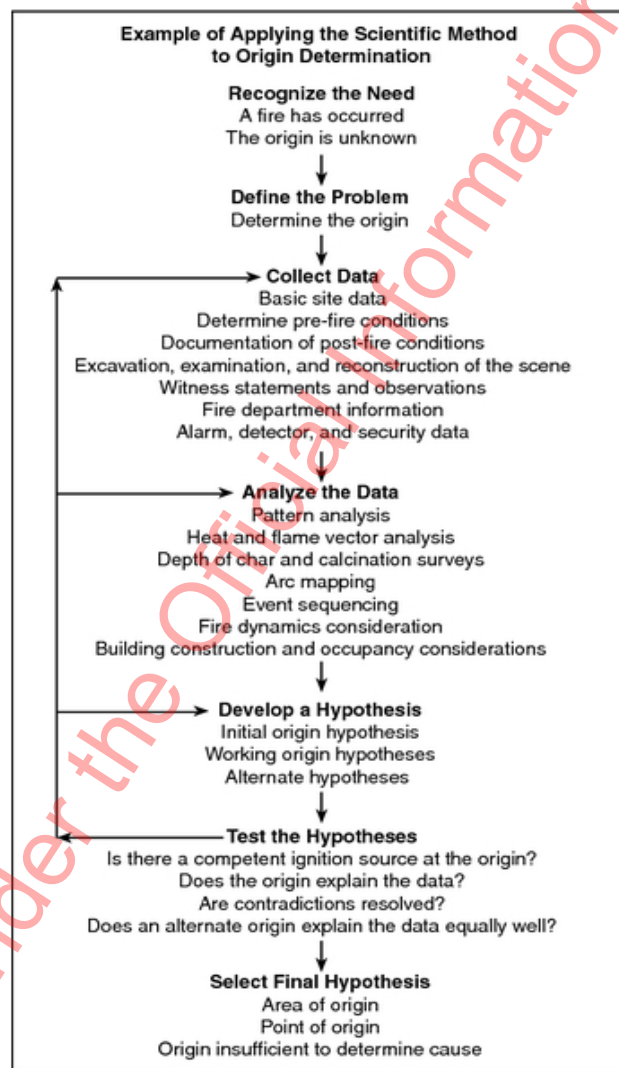 Example of Applying the Scientific Method
to Origin Determination
Recognize the Need
A fire has occurred
The origin is unknown
Define the Problem
Determine the origin
Collect Data
Basic site data
Determine pre-fire conditions
Documentation of post-fire conditions
Excavation, examination, and reconstruction of the scene
Witness statements and observations
Fire department information
Alarm, detector, and security data
Analyze the Data
Pattern analysis
Heat and flame vector analysis
Depth of char and calcination surveys
Arc mapping
Event sequencing
Fire dynamics consideration
Building construction and occupancy considerations
Develop a Hypothesis
Initial origin hypothesis
Working origin hypotheses
Alternate hypotheses
Test the Hypotheses
Is there a competent ignition source at the origin?
Does the origin explain the data?
Are contradictions resolved?
Does an alternate origin explain the data equally well?
Select Final Hypothesis
Area of origin
Point of origin
Origin insufficient to determine cause
under the Official Information